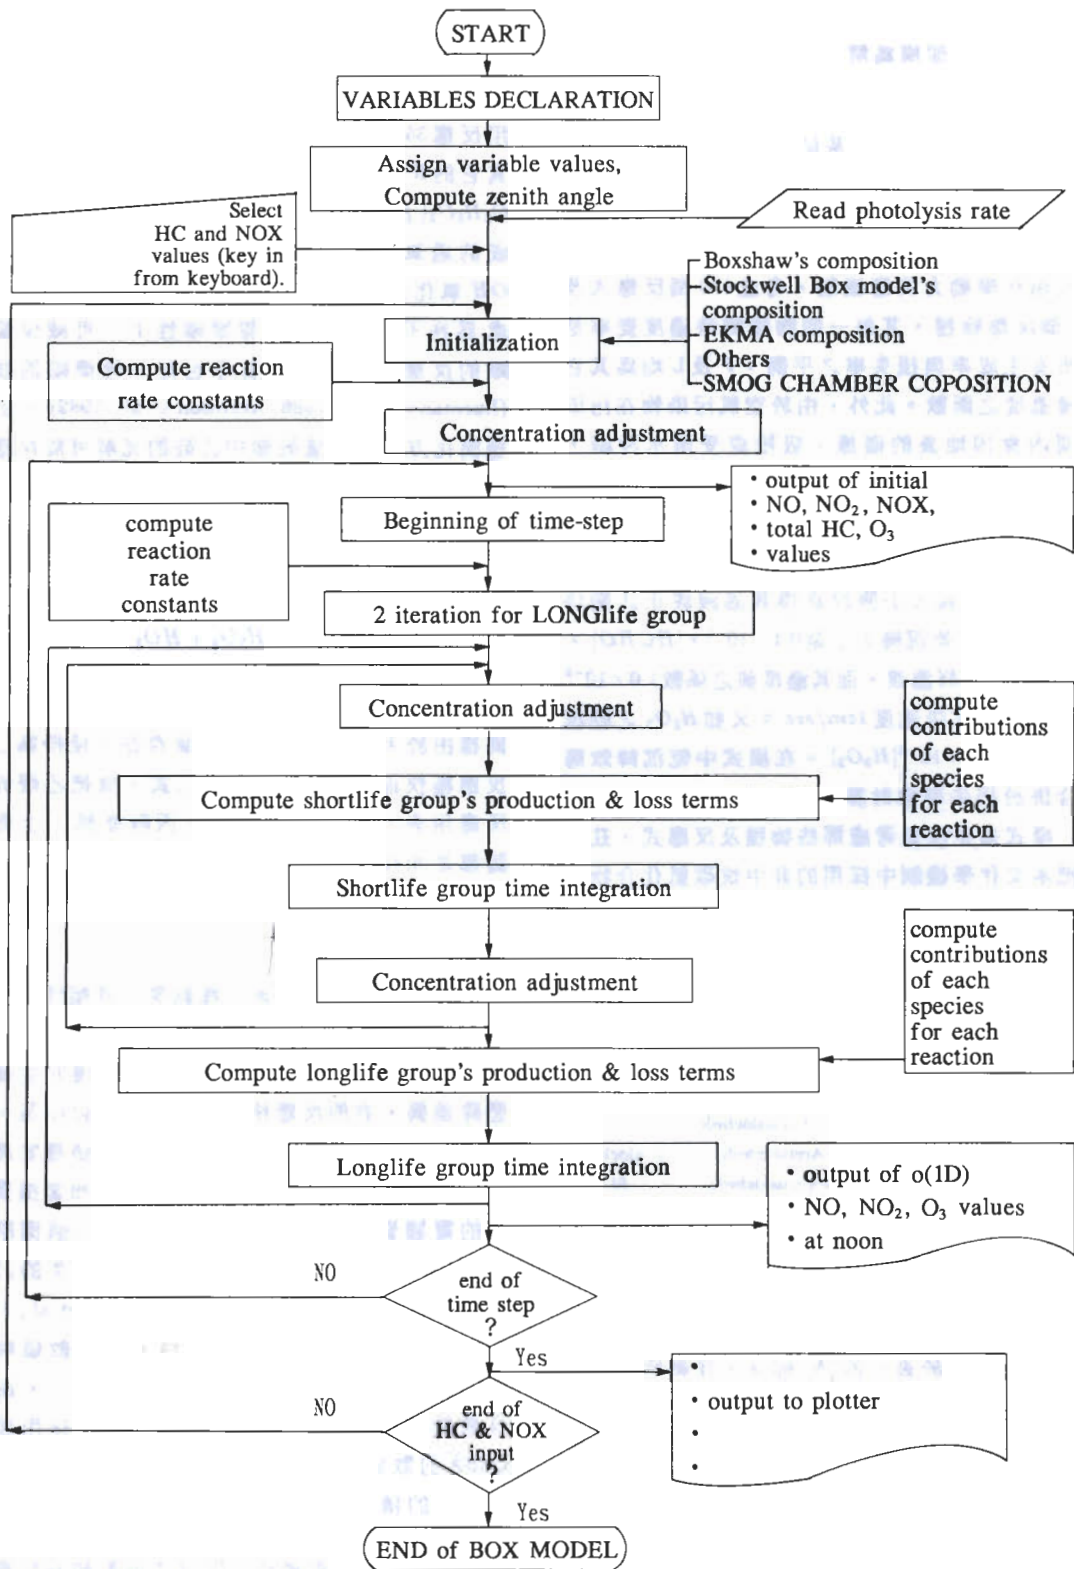 START
VARIABLES DECLARATION
Assign variable values,
Compute zenith angle
Select
HC and NOX
values (key in
from keyboard).
Read photolysis rate
Boxshaw's composition
Stockwell Box model's
composition
EKMA composition
Others
SMOG CHAMBER COPOSITION
Initialization
Compute reaction
rate constants
Concentration adjustment
• output of initial
• NO, NO₂, NOX,
• total HC, O₃
• values
Beginning of time-step
compute
reaction
rate
constants
2 iteration for LONGlife group
Concentration adjustment
compute
contributions
of each
species
for each
reaction
Compute shortlife group's production & loss terms
Shortlife group time integration
compute
contributions
of each
species
for each
reaction
Concentration adjustment
Compute longlife group's production & loss terms
Longlife group time integration
• output of o(1D)
• NO, NO₂, O₃ values
• at noon
NO
end of
time step
?
Yes
•
• output to plotter
•
•
NO
end of
HC & NOX
input
?
Yes
END of BOX MODEL